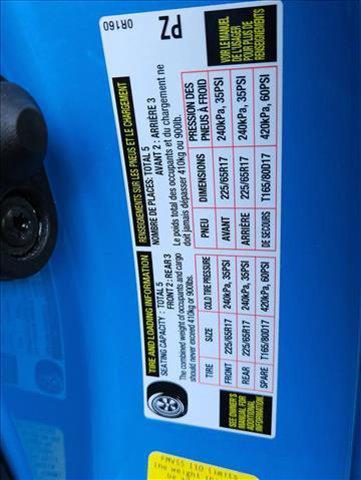 TIRE AND LOADING INFORMATION
SEATING CAPACITY : TOTAL 5
FRONT 2 : REAR 3
The combined weight of occupants and cargo
should never exceed 410kg or 900lbs.
TIRE SIZE COLD TIRE PRESSURE
FRONT 225/65R17 240kPa, 35PSI
REAR 225/65R17 240kPa, 35PSI
SPARE T165/80D17 420kPa, 60PSI
SEE OWNER'S
MANUAL FOR
ADDITIONAL
INFORMATION
RENSEIGNEMENTS SUR LES PNEUS ET LE CHARGEMENT
NOMBRE DE PLACES: TOTAL 5
AVANT 2 : ARRIÈRE 3
Le poids total des occupants et du chargement ne
doit jamais dépasser 410kg ou 900lb.
PNEU DIMENSIONS PRESSION DES
PNEUS À FROID
AVANT 225/65R17 240kPa, 35PSI
ARRIÈRE 225/65R17 240kPa, 35PSI
DE SECOURS T165/80D17 420kPa, 60PSI
VOIR LE MANUEL
DE L'USAGER
POUR PLUS DE
RENSEIGNEMENTS
0R160
PZ
FMVSS 110 limits
the weight